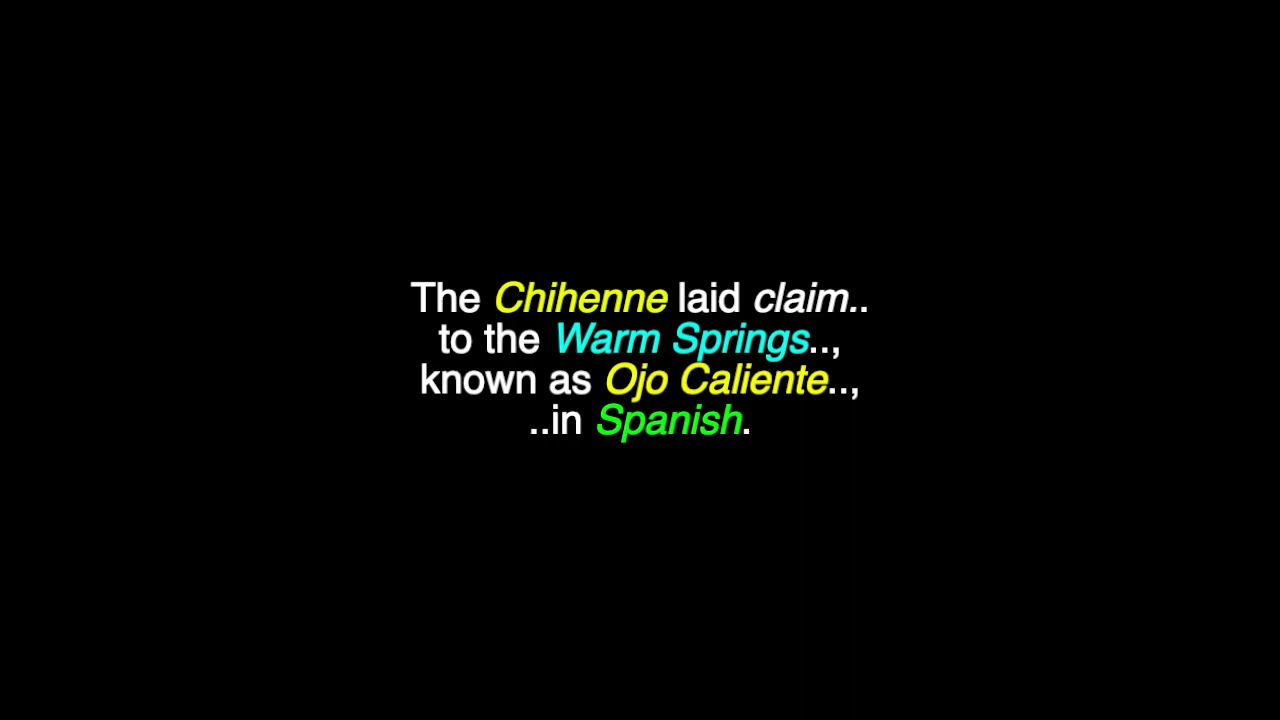 The Chihenne laid claim..
to the Warm Springs..,
known as Ojo Caliente..,
..in Spanish.